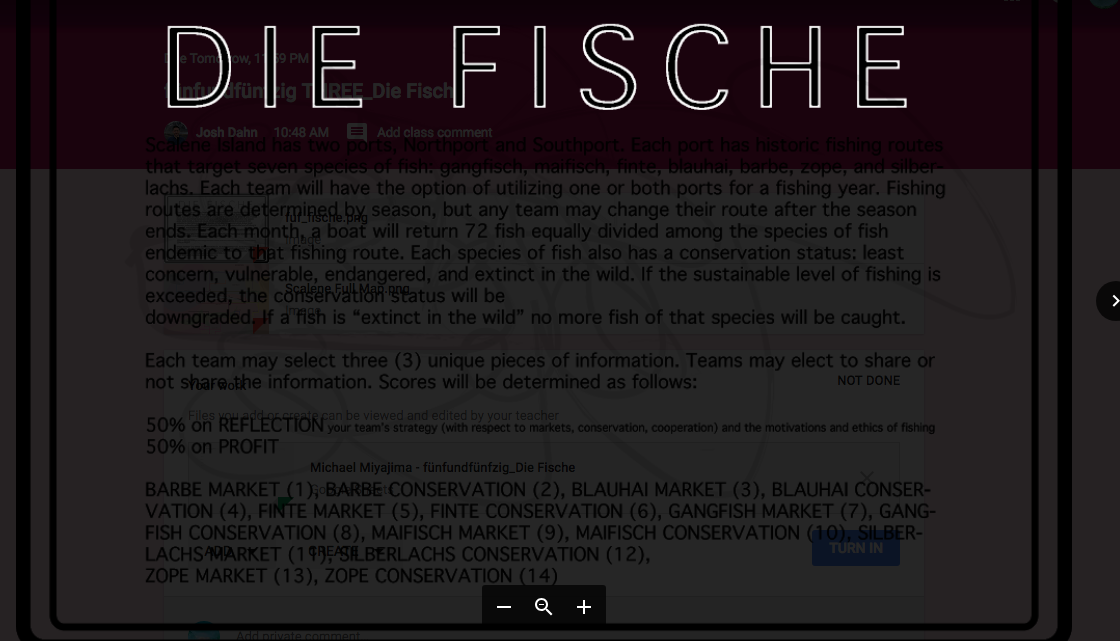 DIE FISCHE
Due Tomorrow, 11:59 PM
fünfundfünfzig THREE_Die Fische
Josh Dahn 10:48 AM Add class comment
Scalene Island has two ports, Northport and Southport. Each port has historic fishing routes
that target seven species of fish: gangfisch, maifisch, finte, blauhai, barbe, zope, and silber-
lachs. Each team will have the option of utilizing one or both ports for a fishing year. Fishing
routes are determined by season, but any team may change their route after the season
fuf_fische.png
ends. Each month, a boat will return 72 fish equally divided among the species of fish
Image
endemic to that fishing route. Each species of fish also has a conservation status: least
concern, vulnerable, endangered, and extinct in the wild. If the sustainable level of fishing is
Scalene Full Map.png
exceeded, the conservation status will be
Image
downgraded. If a fish is “extinct in the wild” no more fish of that species will be caught.
Each team may select three (3) unique pieces of information. Teams may elect to share or
not share the information. Scores will be determined as follows:
Your work NOT DONE
Files you add or create can be viewed and edited by your teacher
50% on REFLECTION your team's strategy (with respect to markets, conservation, cooperation) and the motivations and ethics of fishing
50% on PROFIT
Michael Miyajima - fünfundfünfzig_Die Fische
BARBE MARKET (1), BARBE CONSERVATION (2), BLAUHAI MARKET (3), BLAUHAI CONSER-
VATION (4), FINTE MARKET (5), FINTE CONSERVATION (6), GANGFISH MARKET (7), GANG-
FISH CONSERVATION (8), MAIFISCH MARKET (9), MAIFISCH CONSERVATION (10), SILBER-
LACHS MARKET (11), SILBERLACHS CONSERVATION (12),
ADD CREATE TURN IN
ZOPE MARKET (13), ZOPE CONSERVATION (14)
Add private comment